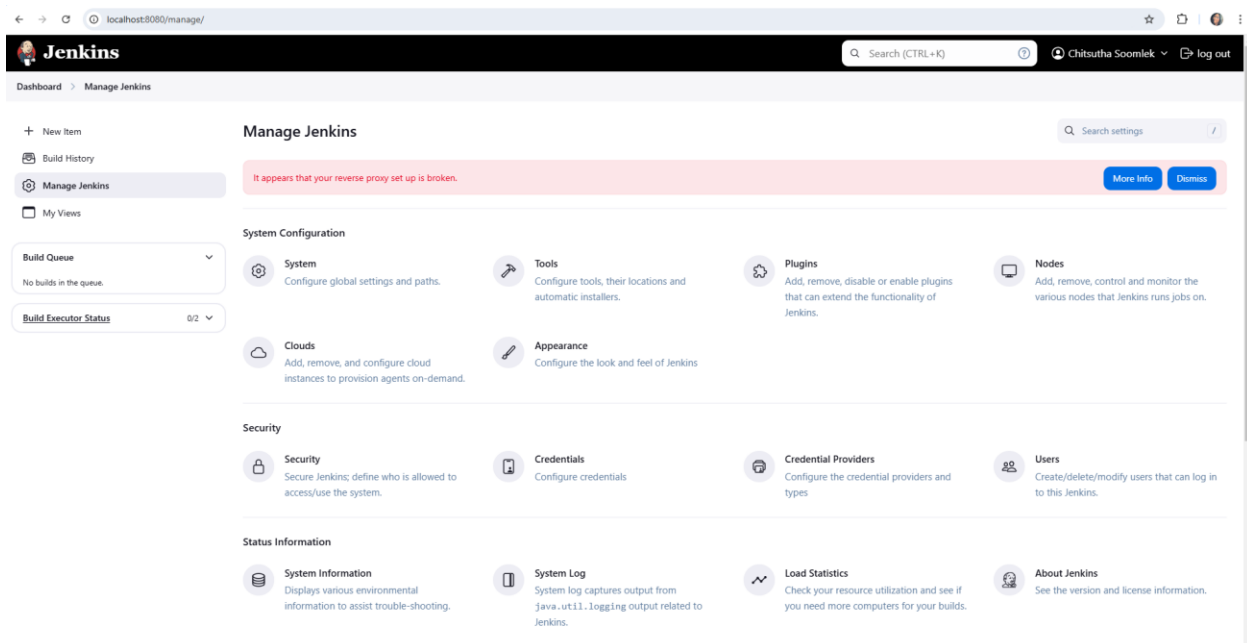 localhost:8080/manage/
Jenkins
Search (CTRL+K)
?
Chitsutha Soomlek
log out
Dashboard > Manage Jenkins
New Item
Build History
Manage Jenkins
My Views
Build Queue
No builds in the queue.
Build Executor Status 0/2
Manage Jenkins
Search settings /
It appears that your reverse proxy set up is broken.
More Info
Dismiss
System Configuration
System
Configure global settings and paths.
Tools
Configure tools, their locations and
automatic installers.
Plugins
Add, remove, disable or enable plugins
that can extend the functionality of
Jenkins.
Nodes
Add, remove, control and monitor the
various nodes that Jenkins runs jobs on.
Clouds
Add, remove, and configure cloud
instances to provision agents on-demand.
Appearance
Configure the look and feel of Jenkins
Security
Security
Secure Jenkins; define who is allowed to
access/use the system.
Credentials
Configure credentials
Credential Providers
Configure the credential providers and
types
Users
Create/delete/modify users that can log in
to this Jenkins.
Status Information
System Information
Displays various environmental
information to assist trouble-shooting.
System Log
System log captures output from
java.util.logging output related to
Jenkins.
Load Statistics
Check your resource utilization and see if
you need more computers for your builds.
About Jenkins
See the version and license information.